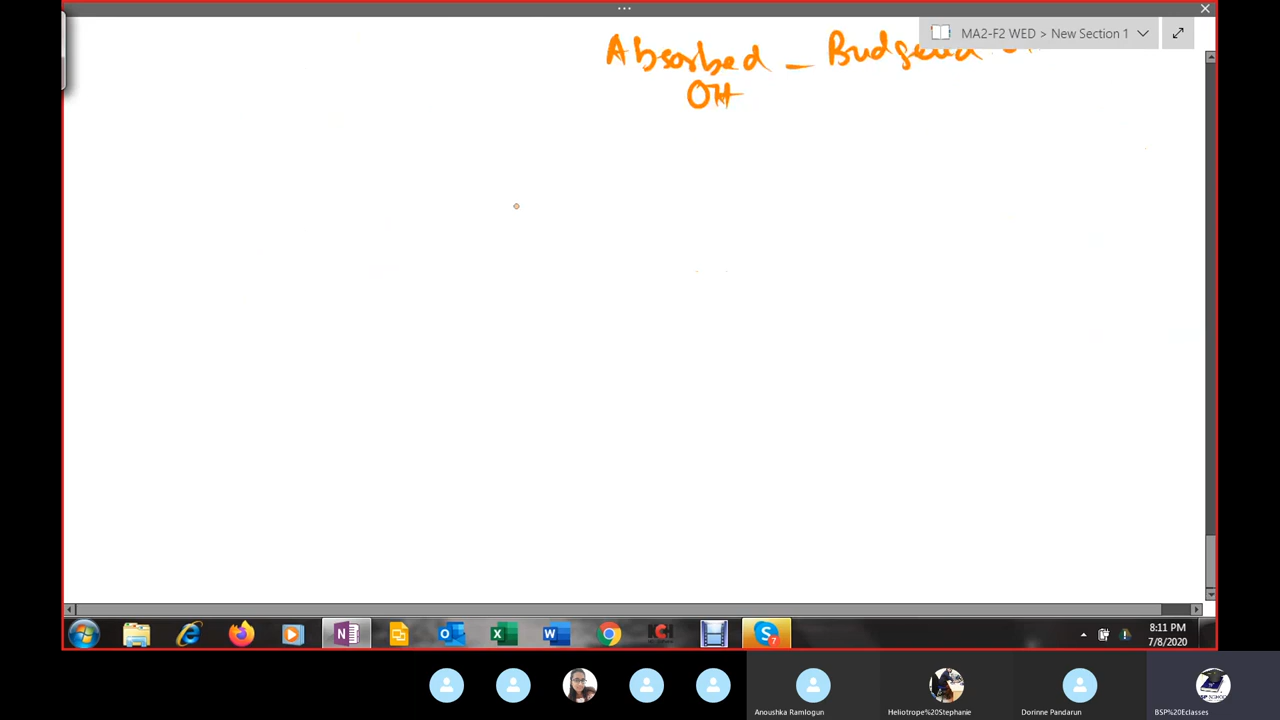 MA2-F2 WED > New Section 1
Absorbed - Budgeted
OH
8:11 PM
7/8/2020
Anoushka Ramlogun
Heliotrope%20Stephanie
Dorinne Pandarun
BSP%20Eclasses